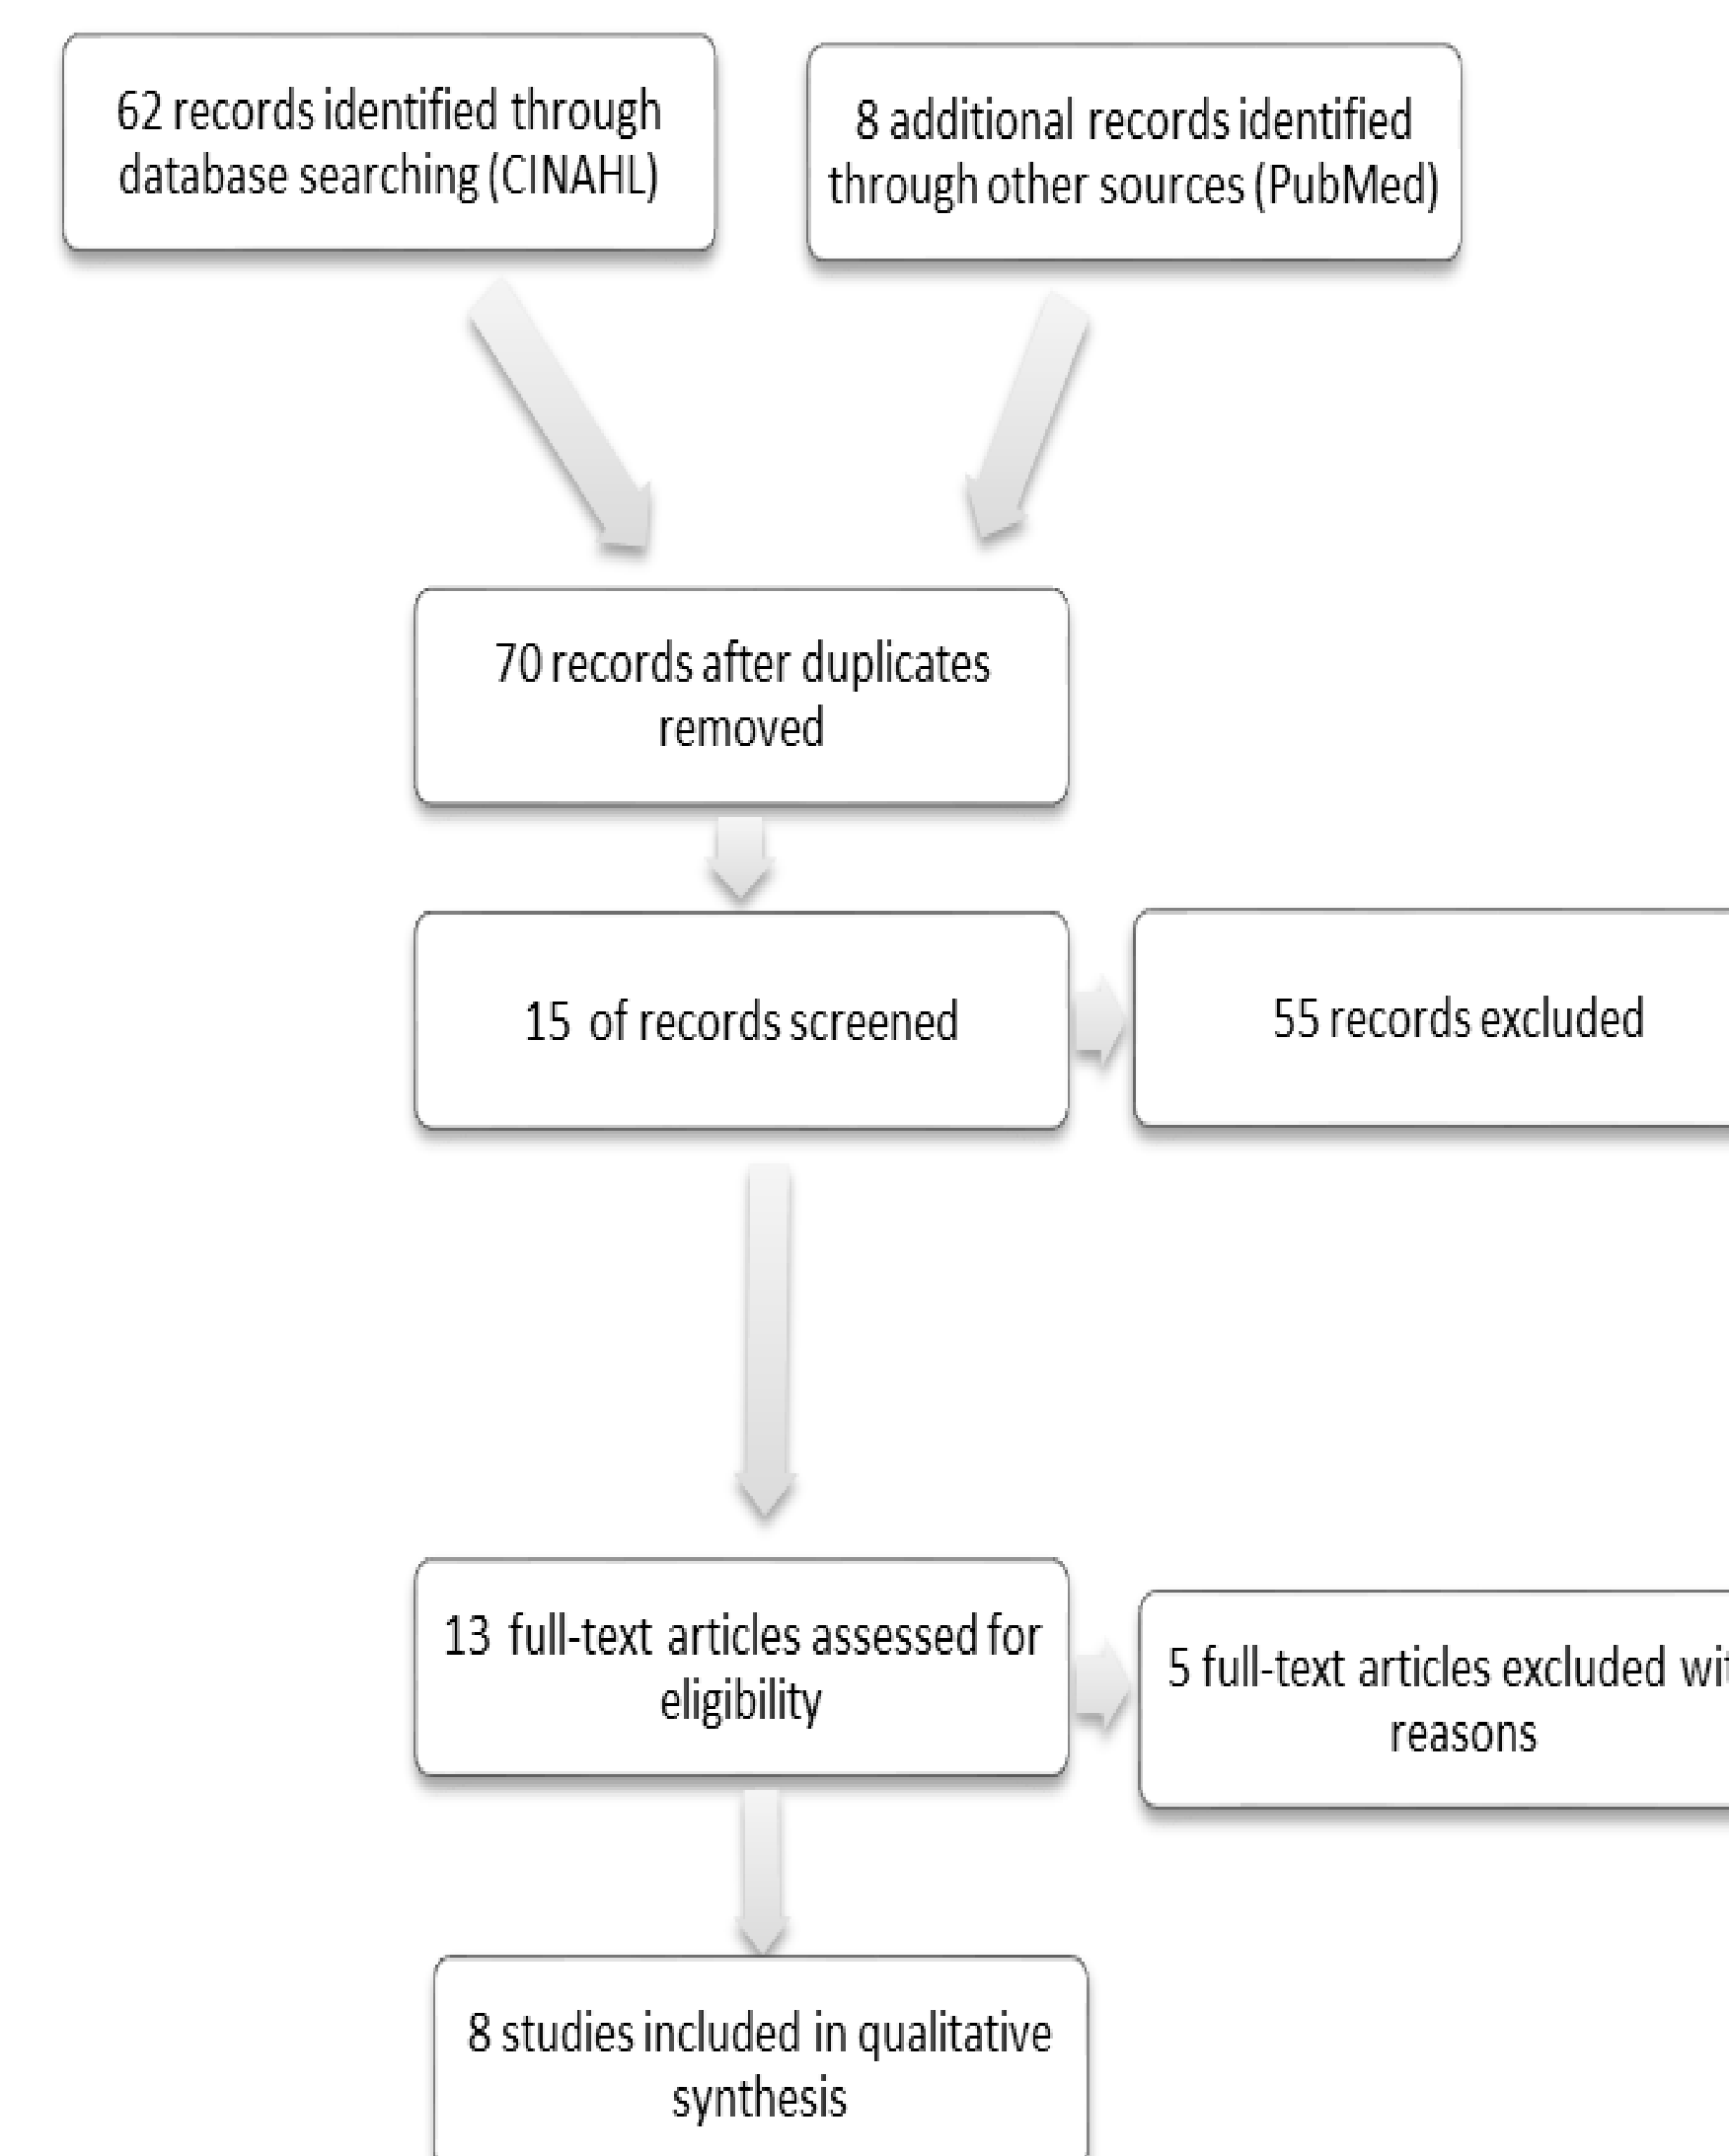 62 records identified through
database searching (CINAHL)
8 additional records identified
through other sources (PubMed)
70 records after duplicates
removed
15 of records screened
55 records excluded
13 full-text articles assessed for
eligibility
5 full-text articles excluded
reasons
8 studies included in qualitative
synthesis